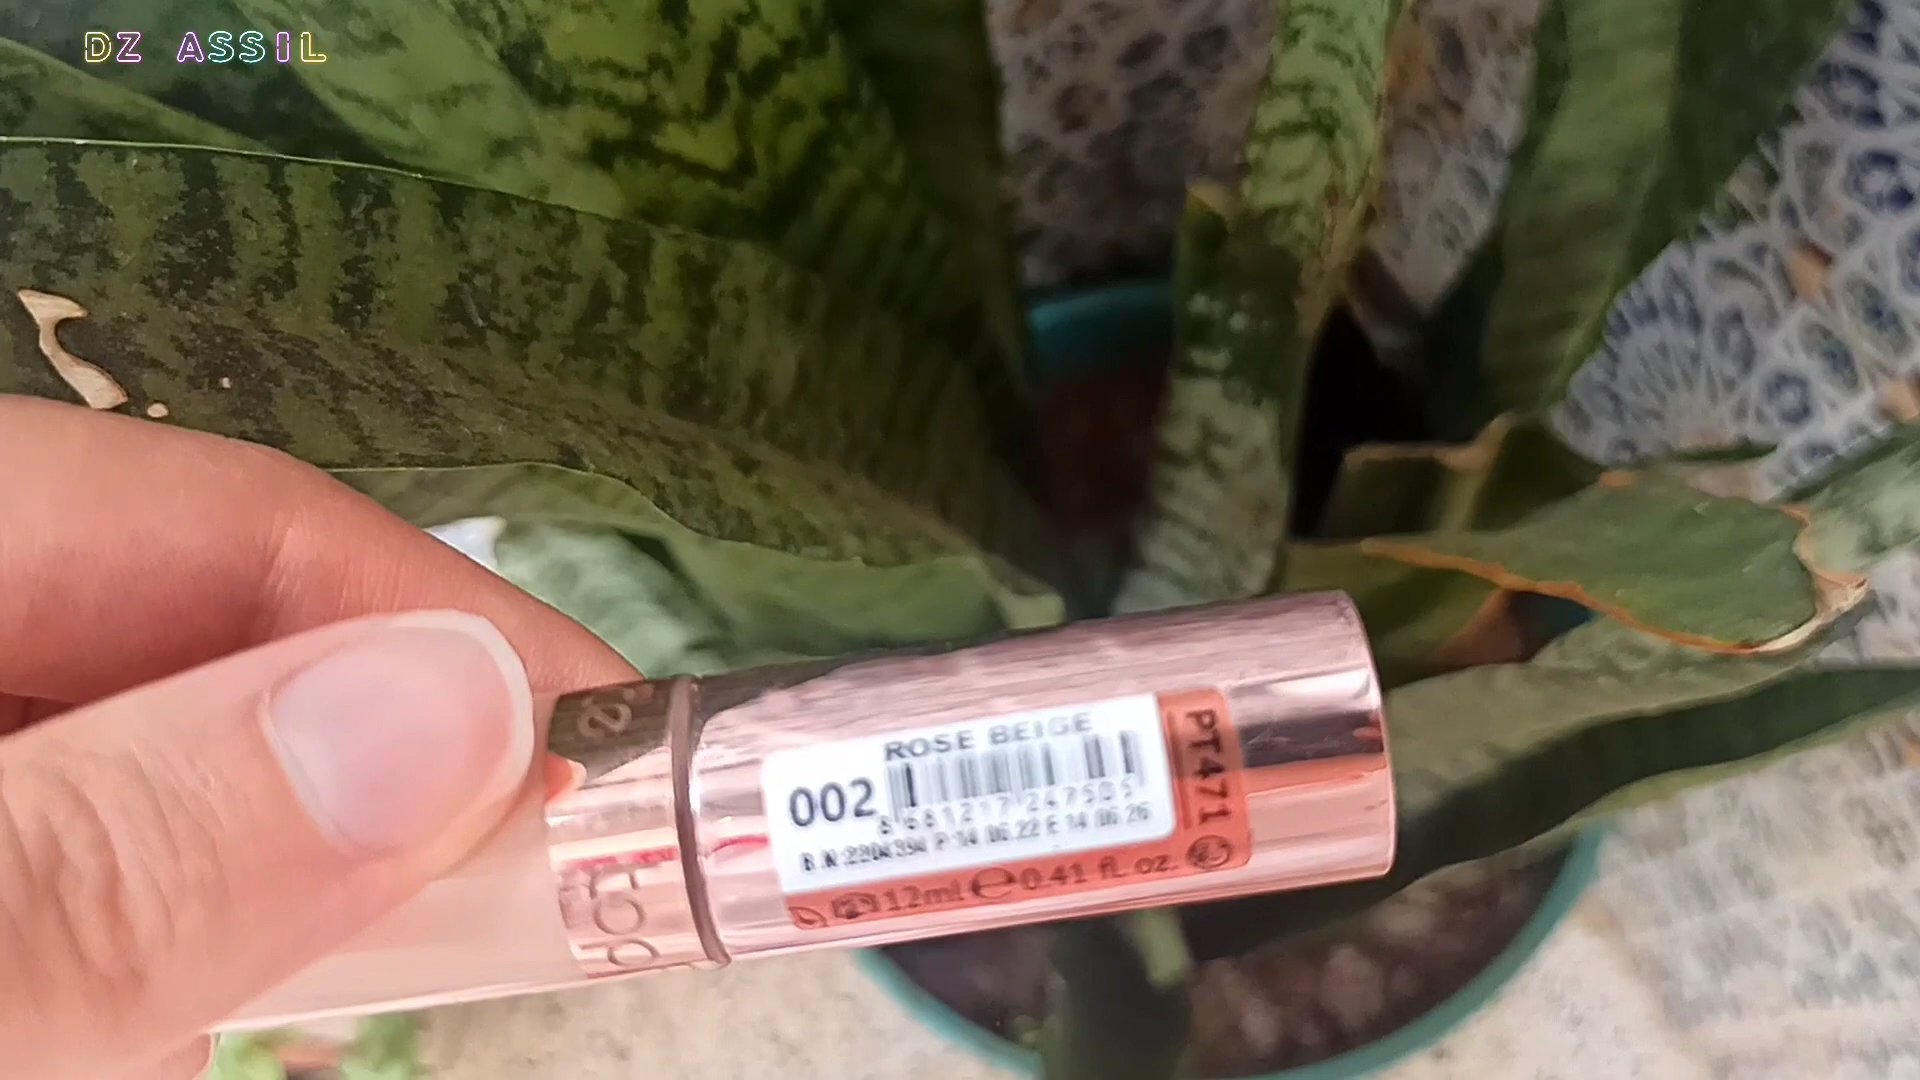 DZ ASSIL
ROSE BEIGE
002
8 681217 247505
B.N:2204394 P:14 06 22 E 14 06 26
PT471
12ml e 0.41 fl. oz.